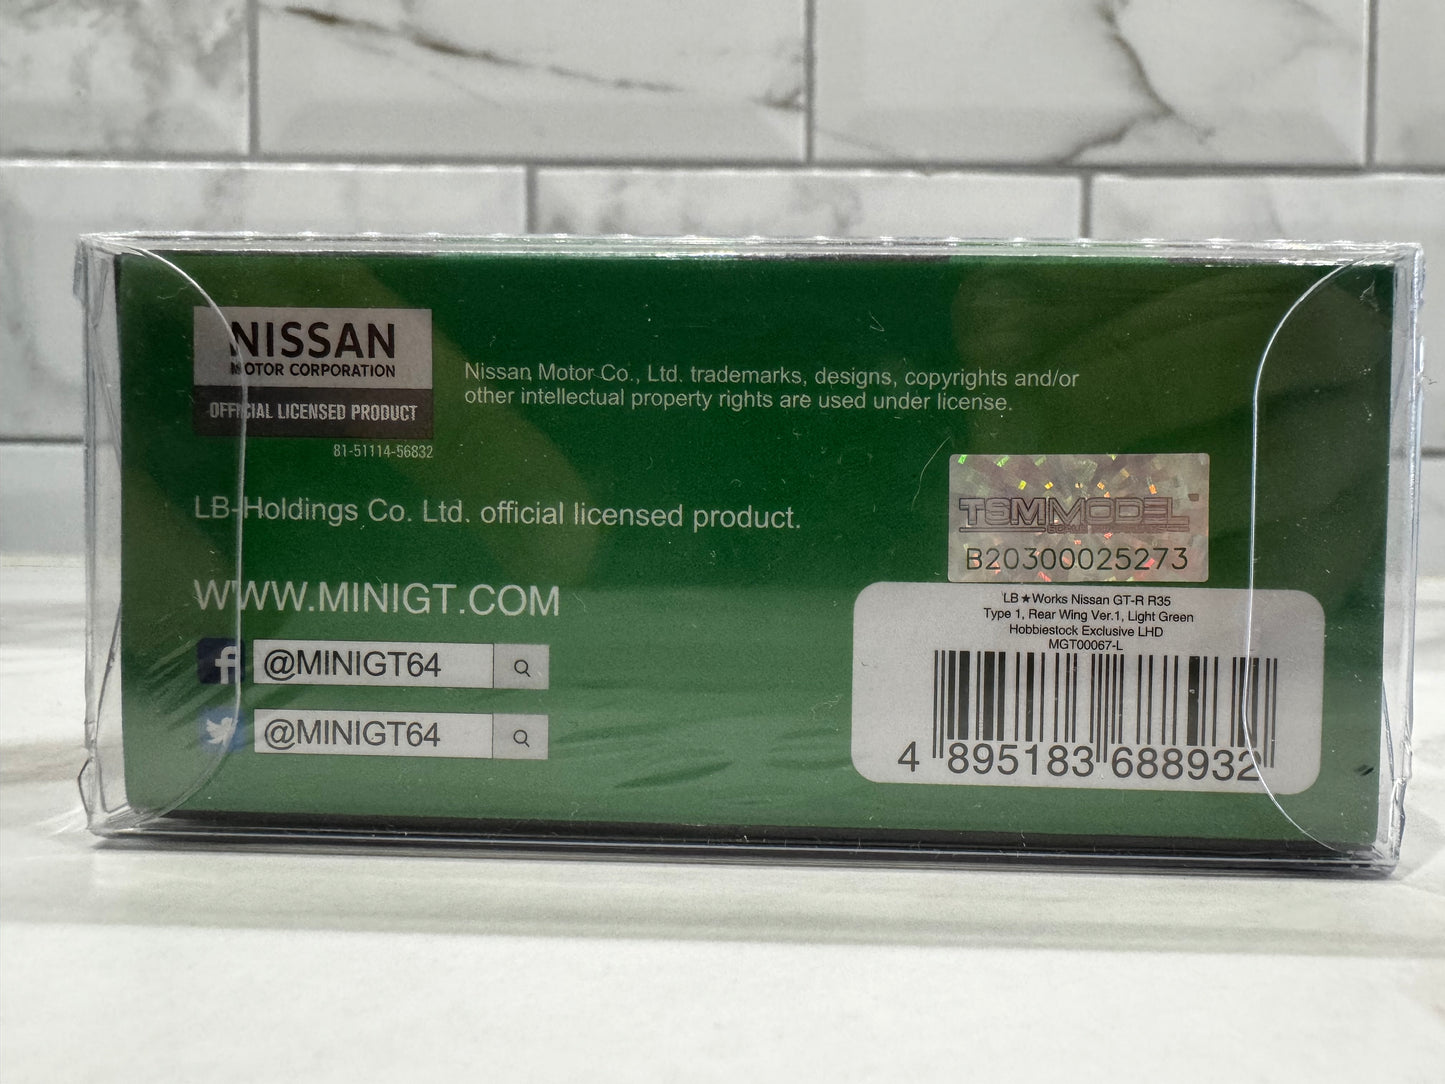 NISSAN
MOTOR CORPORATION
OFFICIAL LICENSED PRODUCT
81-51114-56832
Nissan Motor Co., Ltd. trademarks, designs, copyrights and/or
other intellectual property rights are used under license.
LB-Holdings Co. Ltd. official licensed product.
WWW.MINIGT.COM
@MINIGT64
@MINIGT64
TSMMODEL
B20300025273
LB★Works Nissan GT-R R35
Type 1, Rear Wing Ver.1, Light Green
Hobbiestock Exclusive LHD
MGT00067-L
4 895183 688932